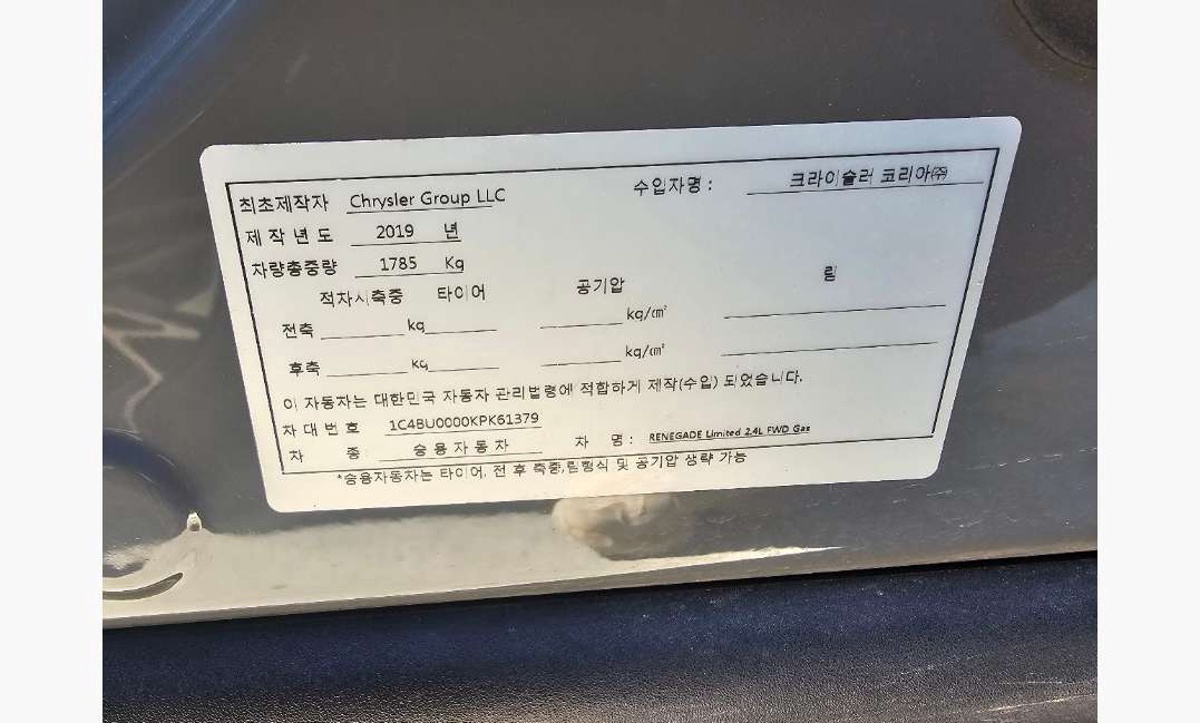 최초제작자 Chrysler Group LLC 수입자명 : 크라이슬러 코리아㈜
제 작 년 도 2019 년
차량총중량 1785 Kg
적차시축중 타이어 공기압 림
전축 kg kg/㎠
후축 kg kg/㎠
이 자동차는 대한민국 자동차 관리법령에 적합하게 제작(수입) 되었습니다.
차 대 번 호 1C4BU0000KPK61379
차 종 : 승 용 자 동 차 차 명 : RENEGADE Limited 2.4L FWD Gas
*승용자동차는 타이어, 전 후 축중,림형식 및 공기압 생략 가능